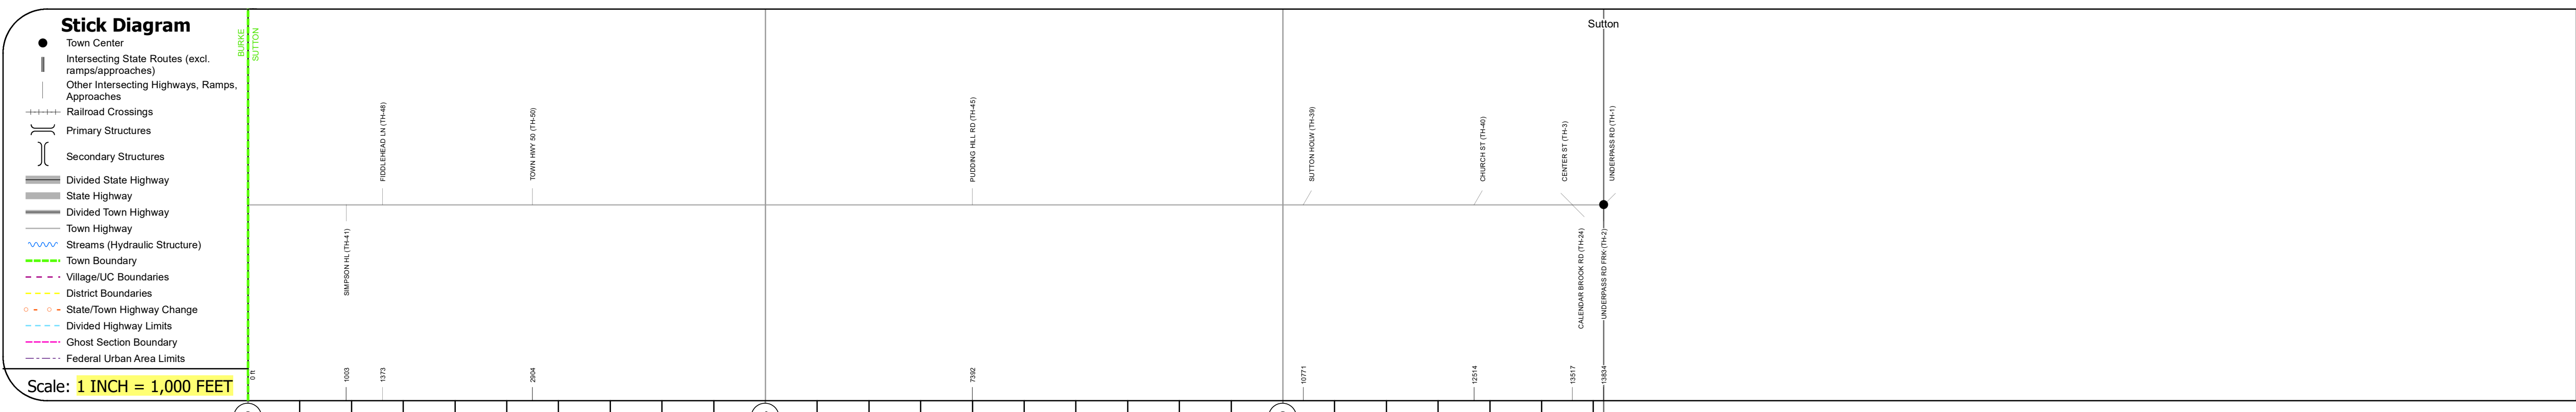 Stick Diagram
Town Center
Intersecting State Routes (excl.
ramps/approaches)
Other Intersecting Highways, Ramps,
Approaches
Railroad Crossings
Primary Structures
Secondary Structures
Divided State Highway
State Highway
Divided Town Highway
Town Highway
Streams (Hydraulic Structure)
Town Boundary
Village/UC Boundaries
District Boundaries
State/Town Highway Change
Divided Highway Limits
Ghost Section Boundary
Federal Urban Area Limits
Scale: 1 INCH = 1,000 FEET
BURKE
SUTTON
Sutton
SIMPSON HL (TH-41)
FIDDLEHEAD LN (TH-48)
TOWN HWY 50 (TH-50)
PUDDING HILL RD (TH-45)
SUTTON HOLW (TH-39)
CHURCH ST (TH-40)
CENTER ST (TH-3)
CALENDAR BROOK RD (TH-24)
UNDERPASS RD (TH-1)
UNDERPASS RD FRK (TH-2)
0 ft
1003
1373
2904
7392
10771
12514
13517
13834